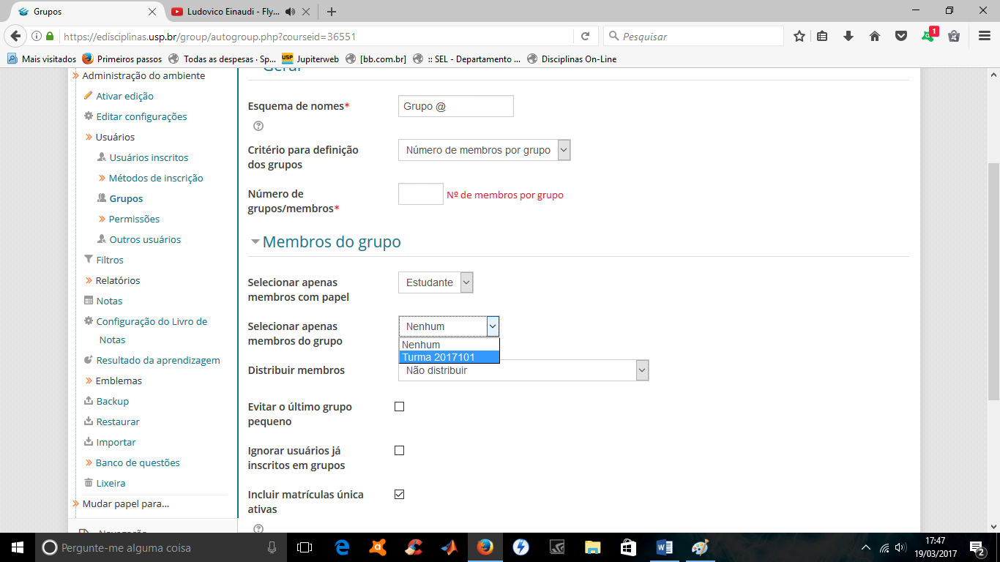 Grupos
Ludovico Einaudi - Fly...
https://edisciplinas.usp.br/group/autogroup.php?courseid=36551
Pesquisar
1
Mais visitados
Primeiros passos
Todas as despesas · Sp...
USP
Jupiterweb
[bb.com.br]
:: SEL - Departamento ...
Disciplinas On-Line
Administração do ambiente
Ativar edição
Editar configurações
Usuários
Usuários inscritos
Métodos de inscrição
Grupos
Permissões
Outros usuários
Filtros
Relatórios
Notas
Configuração do Livro de
Notas
Resultado da aprendizagem
Emblemas
Backup
Restaurar
Importar
Banco de questões
Lixeira
Mudar papel para...
Navegação
Geral
Esquema de nomes*
Grupo @
Critério para definição
dos grupos
Número de membros por grupo
Número de
grupos/membros*
Nº de membros por grupo
Membros do grupo
Selecionar apenas
membros com papel
Estudante
Selecionar apenas
membros do grupo
Nenhum
Nenhum
Turma 2017101
Distribuir membros
Não distribuir
Evitar o último grupo
pequeno
Ignorar usuários já
inscritos em grupos
Incluir matrículas única
ativas
Pergunte-me alguma coisa
17:47
19/03/2017
2